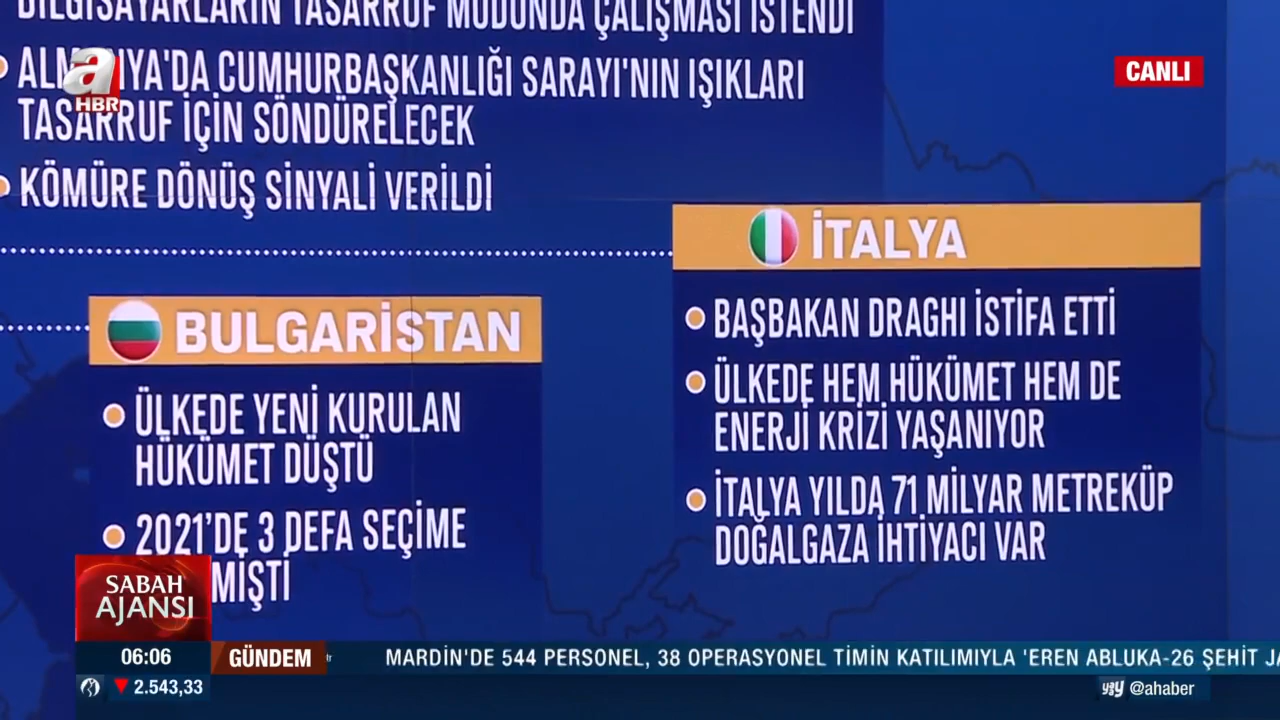 BİLGİSAYARLARIN TASARRUF MODUNDA ÇALIŞMASI İSTENDİ
a
HBR
CANLI
ALMANYA'DA CUMHURBAŞKANLIĞI SARAYI'NIN IŞIKLARI
TASARRUF İÇİN SÖNDÜRELECEK
KÖMÜRE DÖNÜŞ SİNYALİ VERİLDİ
İTALYA
BAŞBAKAN DRAGHI İSTİFA ETTİ
ÜLKEDE HEM HÜKÜMET HEM DE
ENERJİ KRİZİ YAŞANIYOR
İTALYA YILDA 71 MİLYAR METREKÜP
DOĞALGAZA İHTİYACI VAR
BULGARİSTAN
ÜLKEDE YENİ KURULAN
HÜKÜMET DÜŞTÜ
2021'DE 3 DEFA SEÇİME
MİŞTİ
SABAH
AJANSI
06:06
GÜNDEM
MARDİN'DE 544 PERSONEL, 38 OPERASYONEL TİMİN KATILIMIYLA 'EREN ABLUKA-26 ŞEHİT JA
2.543,33
@ahaber